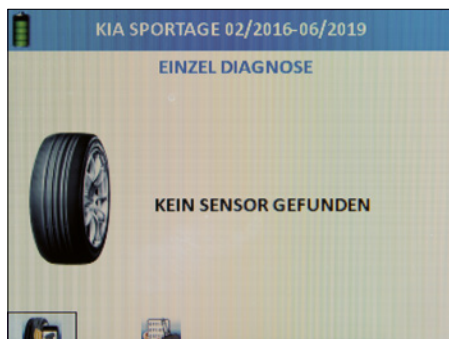 KIA SPORTAGE 02/2016-06/2019
EINZEL DIAGNOSE
KEIN SENSOR GEFUNDEN